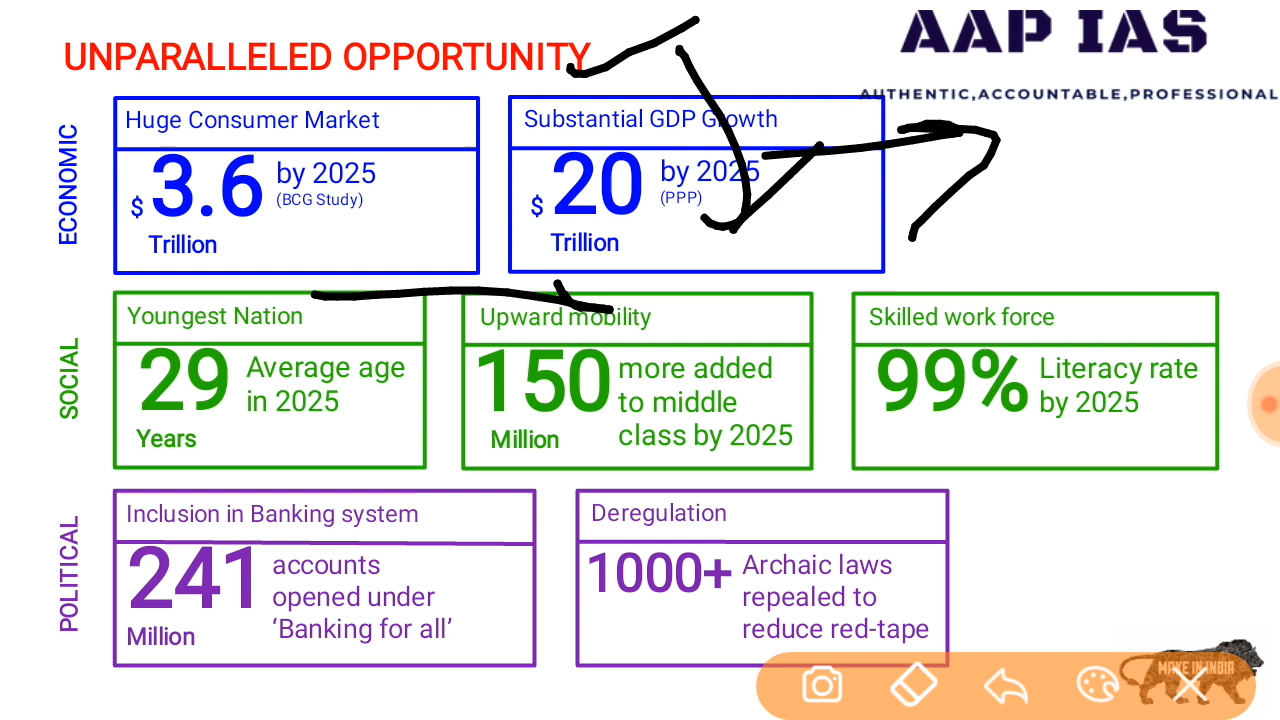 AAP IAS
AUTHENTIC,ACCOUNTABLE,PROFESSIONAL
UNPARALLELED OPPORTUNITY
ECONOMIC
Huge Consumer Market
$ 3.6 by 2025
(BCG Study)
Trillion
Substantial GDP Growth
$ 20 by 2025
(PPP)
Trillion
SOCIAL
Youngest Nation
29 Average age
in 2025
Years
Upward mobility
150 more added
to middle
Million class by 2025
Skilled work force
99% Literacy rate
by 2025
POLITICAL
Inclusion in Banking system
241 accounts
opened under
Million ‘Banking for all’
Deregulation
1000+ Archaic laws
repealed to
reduce red-tape
MAKE IN INDIA